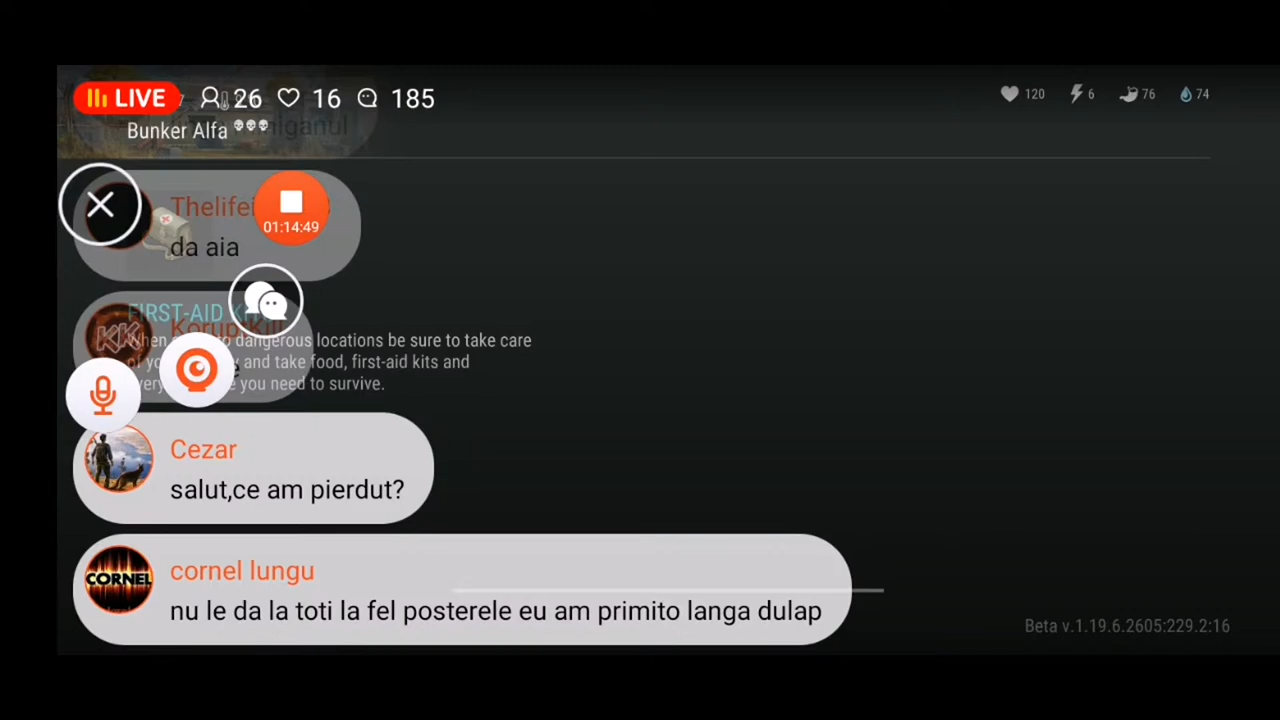 LIVE 26 16 185
120 6 76 74
Bunker Alfa
da aia
01:14:49
FIRST-AID
dangerous locations be sure to take care
and take food, first-aid kits and
you need to survive.
KK
Cezar
salut,ce am pierdut?
CORNEL
cornel lungu
nu le da la toti la fel posterele eu am primito langa dulap
Beta v.1.19.6.2605:229.2:16